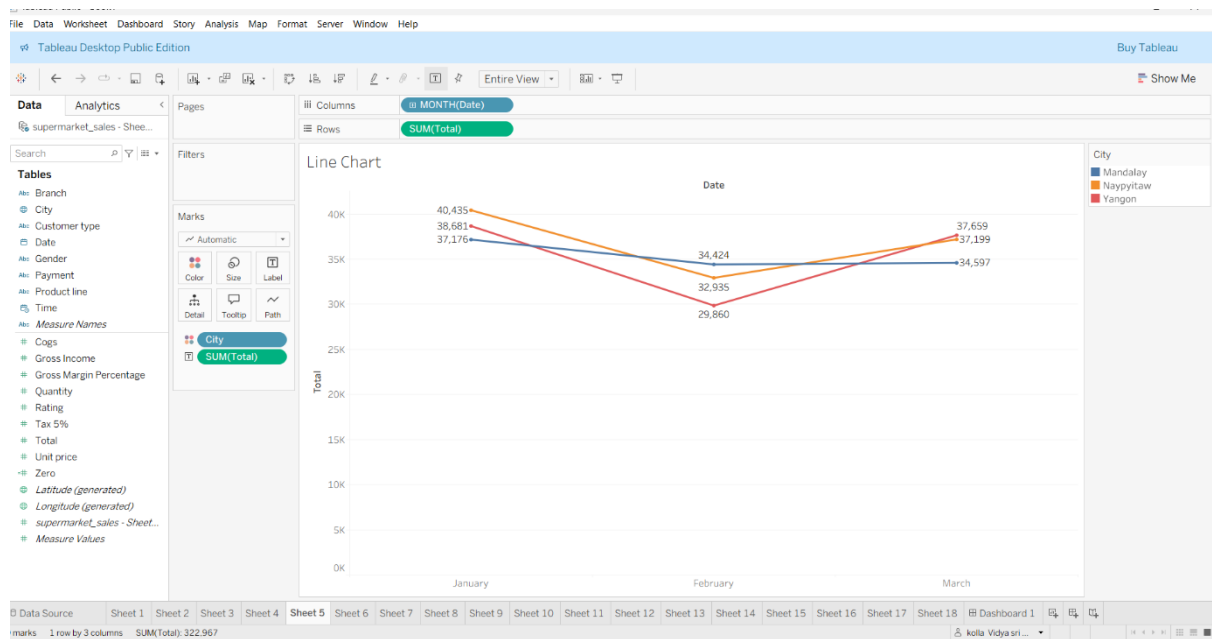 File Data Worksheet Dashboard Story Analysis Map Format Server Window Help
Tableau Desktop Public Edition Buy Tableau
Entire View Show Me
Data Analytics
supermarket_sales - Shee...
Search
Tables
Abc Branch
City
Abc Customer type
Date
Abc Gender
Abc Payment
Abc Product line
Time
Abc Measure Names
# Cogs
# Gross Income
# Gross Margin Percentage
# Quantity
# Rating
# Tax 5%
# Total
# Unit price
=# Zero
Latitude (generated)
Longitude (generated)
# supermarket_sales - Sheet...
# Measure Values
Pages
Filters
Marks
Automatic
Color Size Label
Detail Tooltip Path
City
SUM(Total)
Columns MONTH(Date)
Rows SUM(Total)
Line Chart
Date
Total
40K
35K
30K
25K
20K
15K
10K
5K
0K
40,435
38,681
37,176
34,424
32,935
29,860
37,659
37,199
34,597
January February March
City
Mandalay
Naypyitaw
Yangon
Data Source Sheet 1 Sheet 2 Sheet 3 Sheet 4 Sheet 5 Sheet 6 Sheet 7 Sheet 8 Sheet 9 Sheet 10 Sheet 11 Sheet 12 Sheet 13 Sheet 14 Sheet 15 Sheet 16 Sheet 17 Sheet 18 Dashboard 1
marks 1 row by 3 columns SUM(Total): 322,967 kolla Vidya sri ...